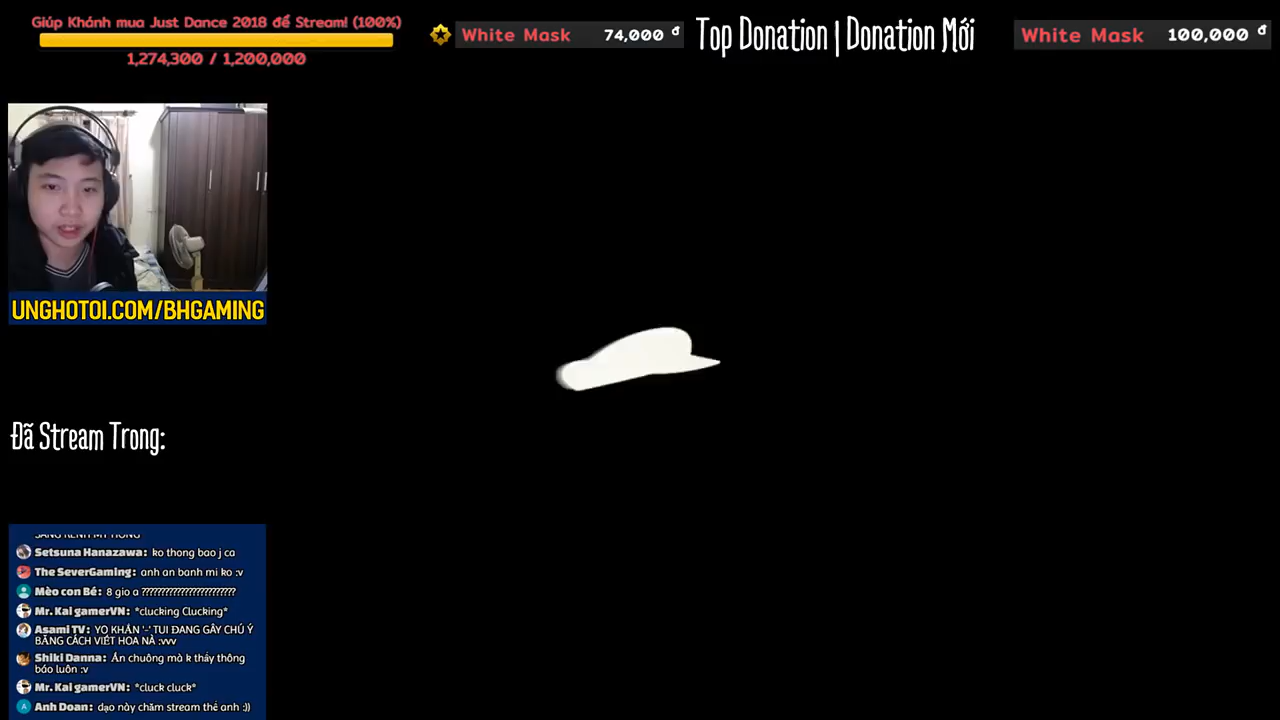 Giúp Khánh mua Just Dance 2018 để Stream! (100%)
1,274,300 / 1,200,000
White Mask 74,000 đ
Top Donation | Donation Mới
White Mask 100,000 đ
UNGHOTOI.COM/BHGAMING
Đã Stream Trong:
Setsuna Hanazawa: ko thong bao j ca
The SeverGaming: anh an banh mi ko :v
Mèo con Bé: 8 gio a ????????????????????????
Mr. Kai gamerVN: *clucking Clucking*
Asami TV: YO KHẮN '-' TUI ĐANG GÂY CHÚ Ý
BẰNG CÁCH VIẾT HOA NÀ :vvv
Shiki Danna: Ấn chuông mà k thấy thông
báo luôn :v
Mr. Kai gamerVN: *cluck cluck*
Anh Doan: dạo này chăm stream thế anh :))